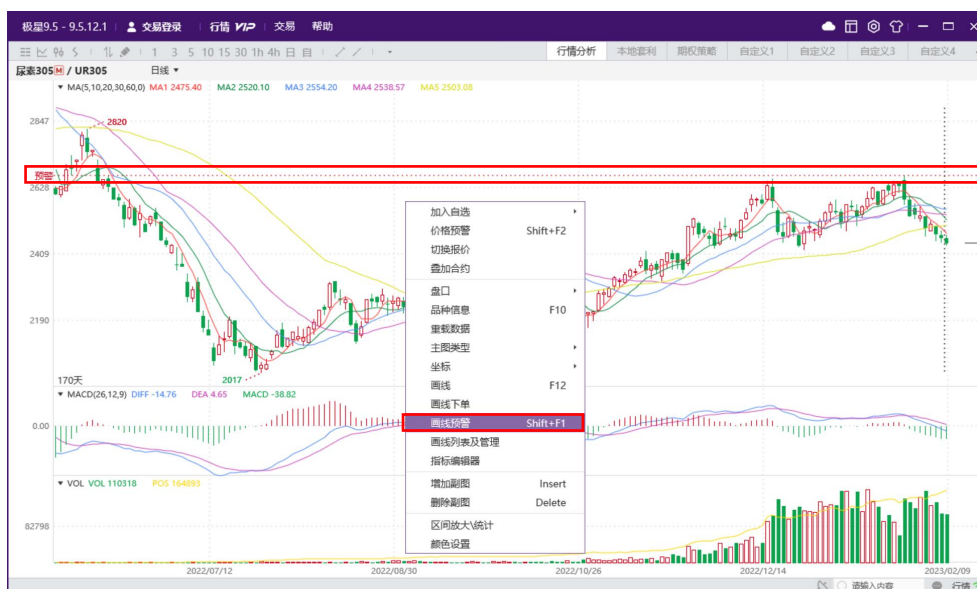 极星9.5 - 9.5.12.1 交易登录 行情 VIP 交易 帮助
1 3 5 10 15 30 1h 4h 日 行情分析 本地套利 期权策略 自定义1 自定义2 自定义3 自定义4
尿素305M / UR305 日线
MA(5,10,20,30,60,0) MA1 2475.40 MA2 2520.10 MA3 2554.20 MA4 2538.57 MA5 2503.08
2847
2820
预警
2628
加入自选
价格预警 Shift+F2
切换报价
2409
叠加合约
盘口
品种信息 F10
2190
重载数据
主图类型
坐标
170天
2017
画线 F12
MACD(26,12,9) DIFF -14.76 DEA 4.65 MACD -38.82
画线下单
0.00
画线预警 Shift+F1
画线列表及管理
指标编辑器
VOL VOL 110318 POS 164093
增加副图 Insert
删除副图 Delete
82798
区间放大\统计
颜色设置
2022/07/12 2022/08/30 2022/10/26 2022/12/14 2023/02/09
请输入内容 行情